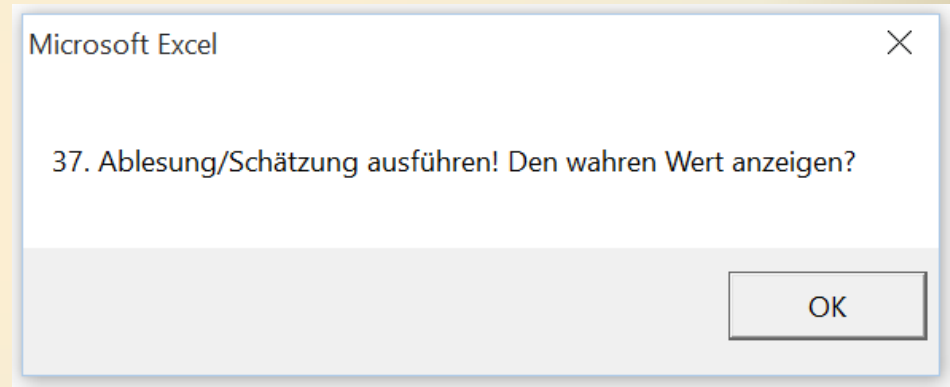 Microsoft Excel
37. Ablesung/Schätzung ausführen! Den wahren Wert anzeigen?
OK